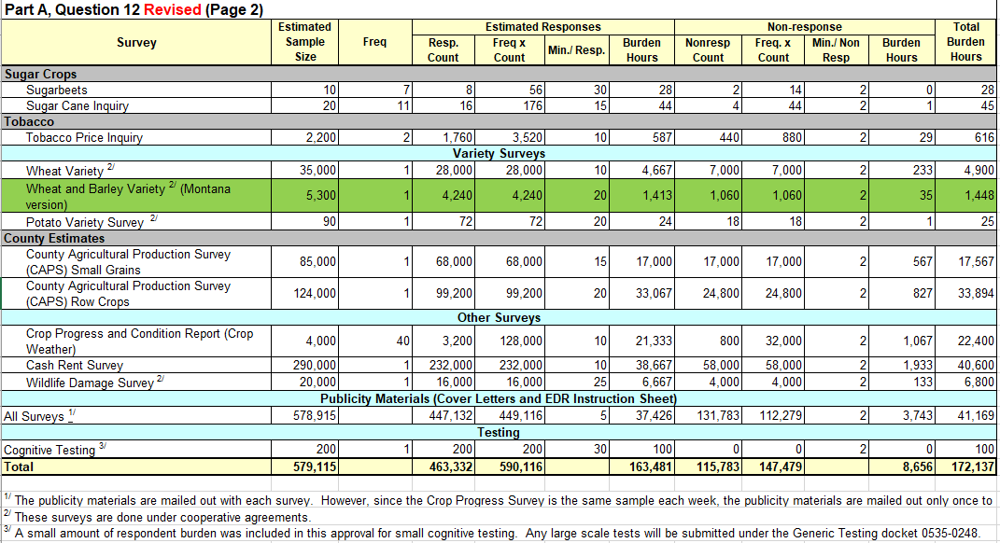 Part A, Question 12 Revised (Page 2)
Survey | Estimated Sample Size | Freq | Estimated Responses | Non-response | Total Burden Hours
Resp. Count | Freq x Count | Min./ Resp. | Burden Hours | Nonresp Count | Freq. x Count | Min./ Non Resp | Burden Hours
Sugar Crops
Sugarbeets | 10 | 7 | 8 | 56 | 30 | 28 | 2 | 14 | 2 | 0 | 28
Sugar Cane Inquiry | 20 | 11 | 16 | 176 | 15 | 44 | 4 | 44 | 2 | 1 | 45
Tobacco
Tobacco Price Inquiry | 2,200 | 2 | 1,760 | 3,520 | 10 | 587 | 440 | 880 | 2 | 29 | 616
Variety Surveys
Wheat Variety 2/ | 35,000 | 1 | 28,000 | 28,000 | 10 | 4,667 | 7,000 | 7,000 | 2 | 233 | 4,900
Wheat and Barley Variety 2/ (Montana version) | 5,300 | 1 | 4,240 | 4,240 | 20 | 1,413 | 1,060 | 1,060 | 2 | 35 | 1,448
Potato Variety Survey 2/ | 90 | 1 | 72 | 72 | 20 | 24 | 18 | 18 | 2 | 1 | 25
County Estimates
County Agricultural Production Survey (CAPS) Small Grains | 85,000 | 1 | 68,000 | 68,000 | 15 | 17,000 | 17,000 | 17,000 | 2 | 567 | 17,567
County Agricultural Production Survey (CAPS) Row Crops | 124,000 | 1 | 99,200 | 99,200 | 20 | 33,067 | 24,800 | 24,800 | 2 | 827 | 33,894
Other Surveys
Crop Progress and Condition Report (Crop Weather) | 4,000 | 40 | 3,200 | 128,000 | 10 | 21,333 | 800 | 32,000 | 2 | 1,067 | 22,400
Cash Rent Survey | 290,000 | 1 | 232,000 | 232,000 | 10 | 38,667 | 58,000 | 58,000 | 2 | 1,933 | 40,600
Wildlife Damage Survey 2/ | 20,000 | 1 | 16,000 | 16,000 | 25 | 6,667 | 4,000 | 4,000 | 2 | 133 | 6,800
Publicity Materials (Cover Letters and EDR Instruction Sheet)
All Surveys 1/ | 578,915 | 447,132 | 449,116 | 5 | 37,426 | 131,783 | 112,279 | 2 | 3,743 | 41,169
Testing
Cognitive Testing 3/ | 200 | 1 | 200 | 200 | 30 | 100 | 0 | 0 | 2 | 0 | 100
Total | 579,115 | 463,332 | 590,116 | 163,481 | 115,783 | 147,479 | 8,656 | 172,137
1/ The publicity materials are mailed out with each survey. However, since the Crop Progress Survey is the same sample each week, the publicity materials are mailed out only once to
2/ These surveys are done under cooperative agreements.
3/ A small amount of respondent burden was included in this approval for small cognitive testing. Any large scale tests will be submitted under the Generic Testing docket 0535-0248.